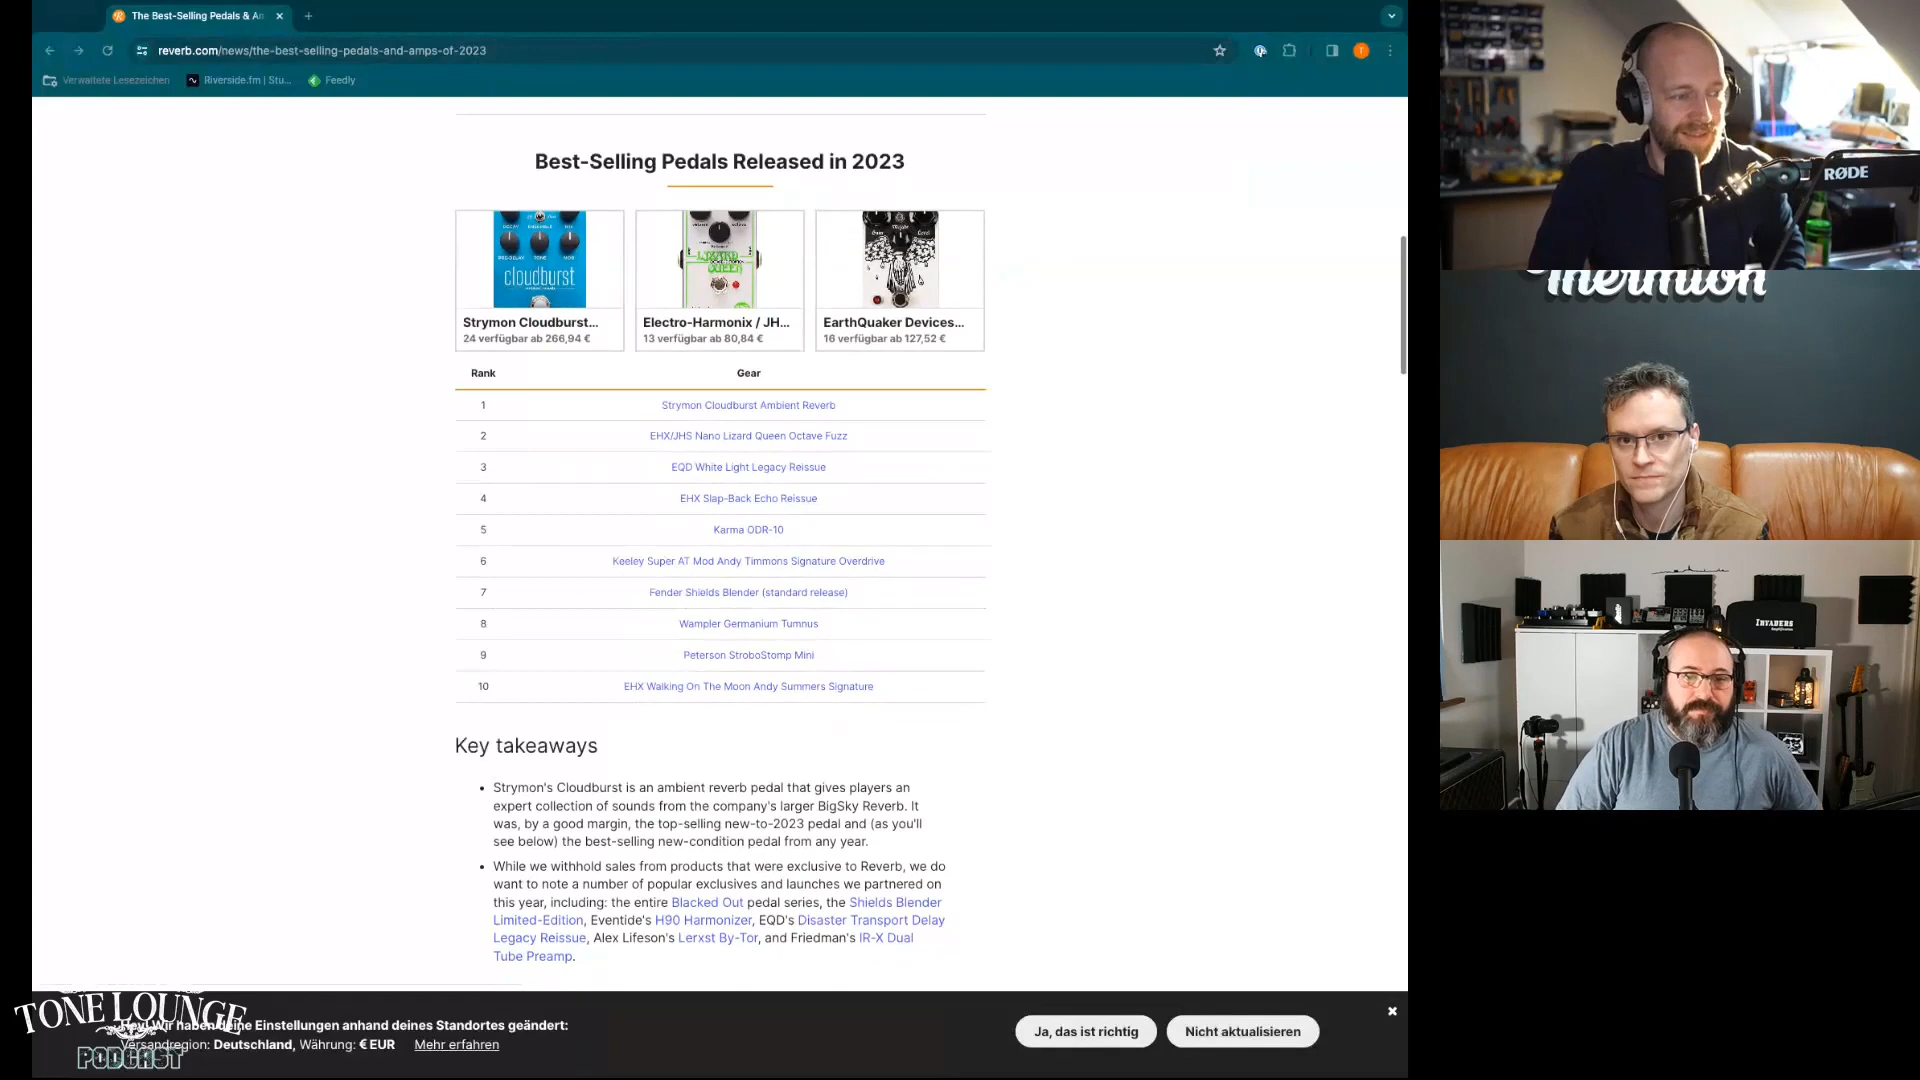 The Best-Selling Pedals & An
reverb.com/news/the-best-selling-pedals-and-amps-of-2023
Verwaltete Lesezeichen
Riverside.fm | Stu...
Feedly
Best-Selling Pedals Released in 2023
cloudburst
Strymon Cloudburst...
24 verfügbar ab 266,94 €
Electro-Harmonix / JH...
13 verfügbar ab 80,84 €
EarthQuaker Devices...
16 verfügbar ab 127,52 €
Rank Gear
1 Strymon Cloudburst Ambient Reverb
2 EHX/JHS Nano Lizard Queen Octave Fuzz
3 EQD White Light Legacy Reissue
4 EHX Slap-Back Echo Reissue
5 Karma ODR-10
6 Keeley Super AT Mod Andy Timmons Signature Overdrive
7 Fender Shields Blender (standard release)
8 Wampler Germanium Tumnus
9 Peterson StroboStomp Mini
10 EHX Walking On The Moon Andy Summers Signature
Key takeaways
• Strymon's Cloudburst is an ambient reverb pedal that gives players an
expert collection of sounds from the company's larger BigSky Reverb. It
was, by a good margin, the top-selling new-to-2023 pedal and (as you'll
see below) the best-selling new-condition pedal from any year.
• While we withhold sales from products that were exclusive to Reverb, we do
want to note a number of popular exclusives and launches we partnered on
this year, including: the entire Blacked Out pedal series, the Shields Blender
Limited-Edition, Eventide's H90 Harmonizer, EQD's Disaster Transport Delay
Legacy Reissue, Alex Lifeson's Lerxst By-Tor, and Friedman's IR-X Dual
Tube Preamp.
Hey! Wir haben deine Einstellungen anhand deines Standortes geändert:
Versandregion: Deutschland, Währung: € EUR Mehr erfahren
Ja, das ist richtig
Nicht aktualisieren
TONE LOUNGE
PODCAST
RØDE
Thermion
INVADERS